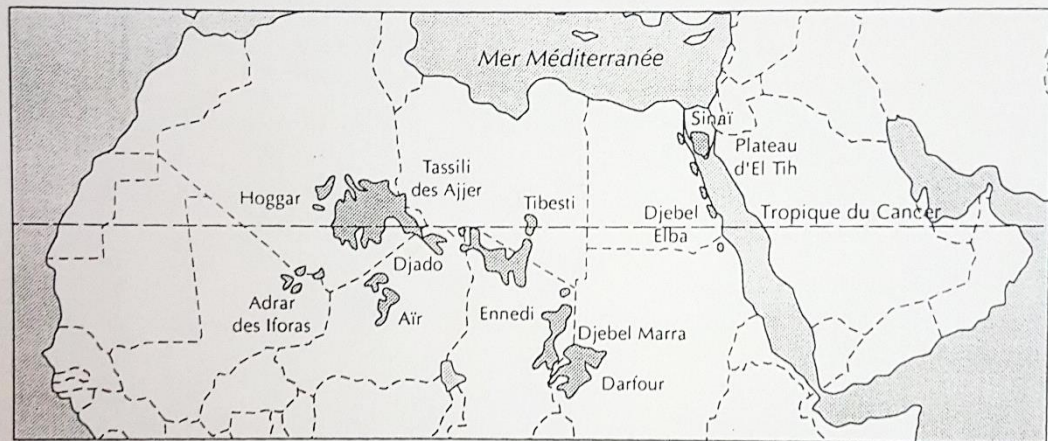 Mer Méditerranée
Sinaï
Plateau
d'El Tih
Tassili
des Ajjer
Hoggar
Tibesti
Djebel
Elba
Tropique du Cancer
Djado
Adrar
des Iforas
Aïr
Ennedi
Djebel Marra
Darfour